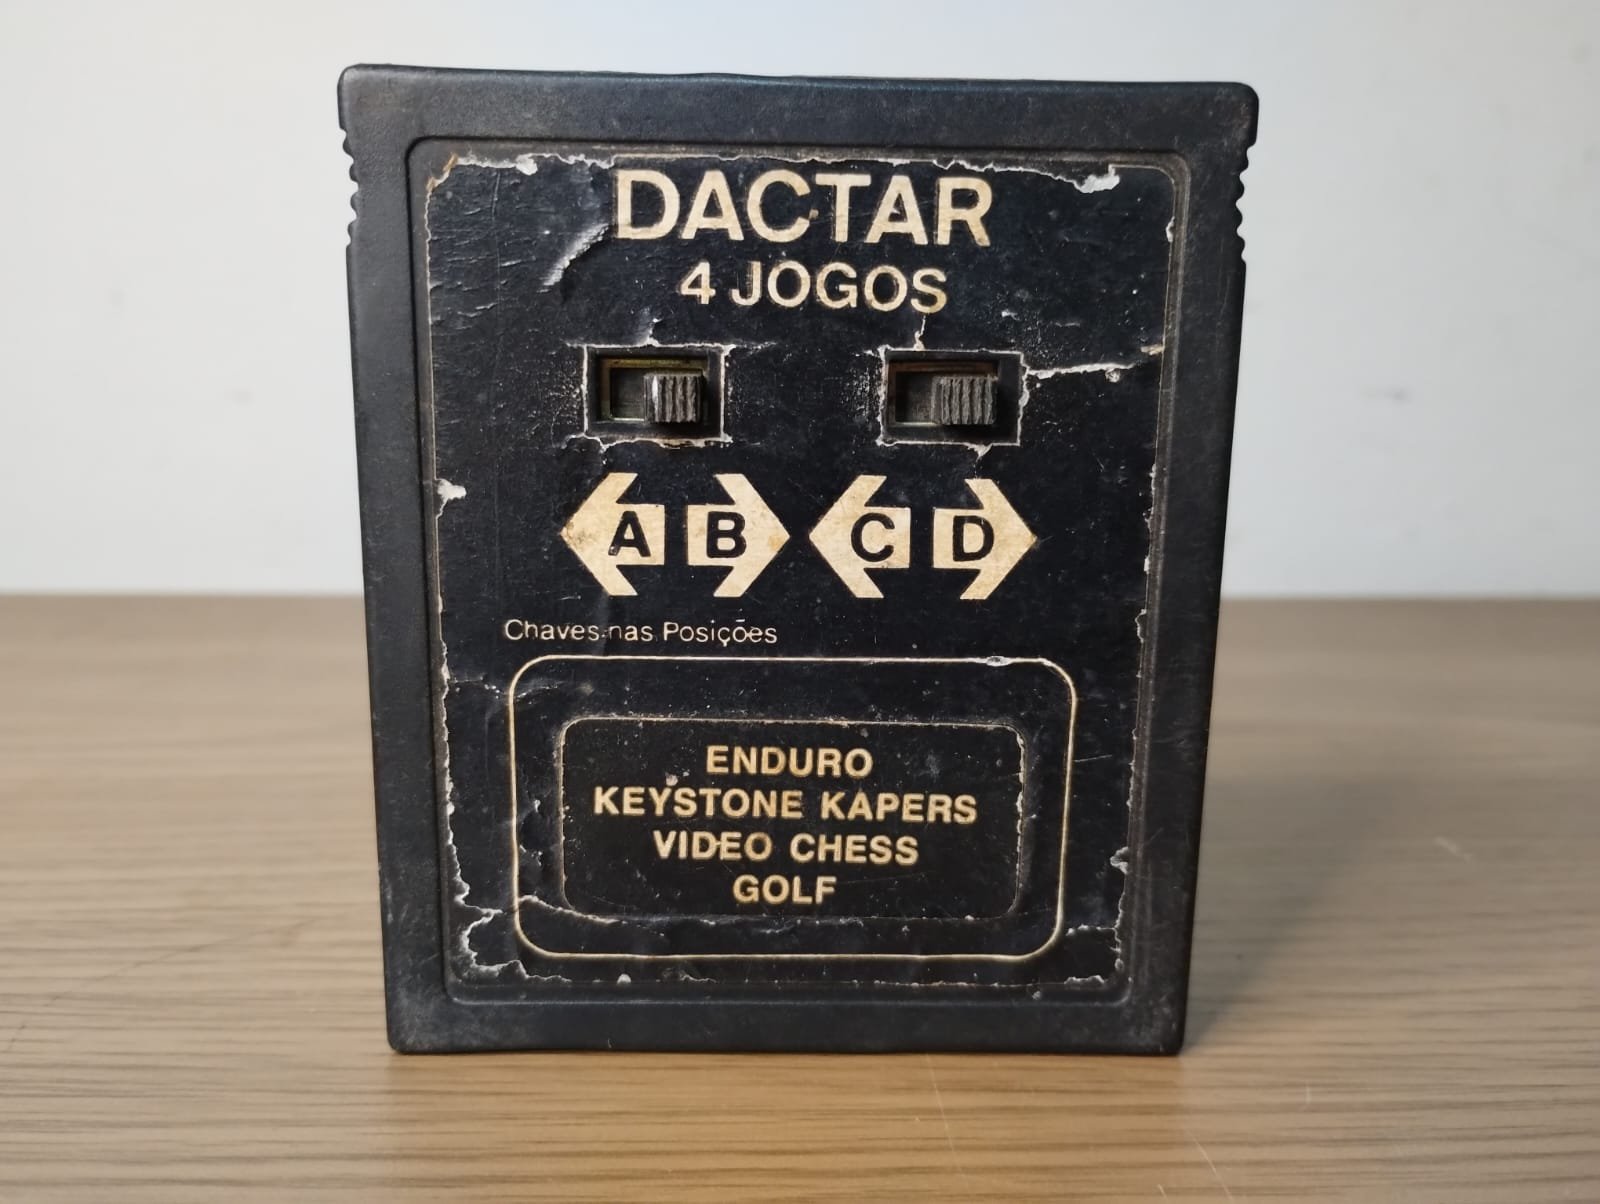 DACTAR
4 JOGOS
A B C D
Chaves nas Posições
ENDURO
KEYSTONE KAPERS
VIDEO CHESS
GOLF